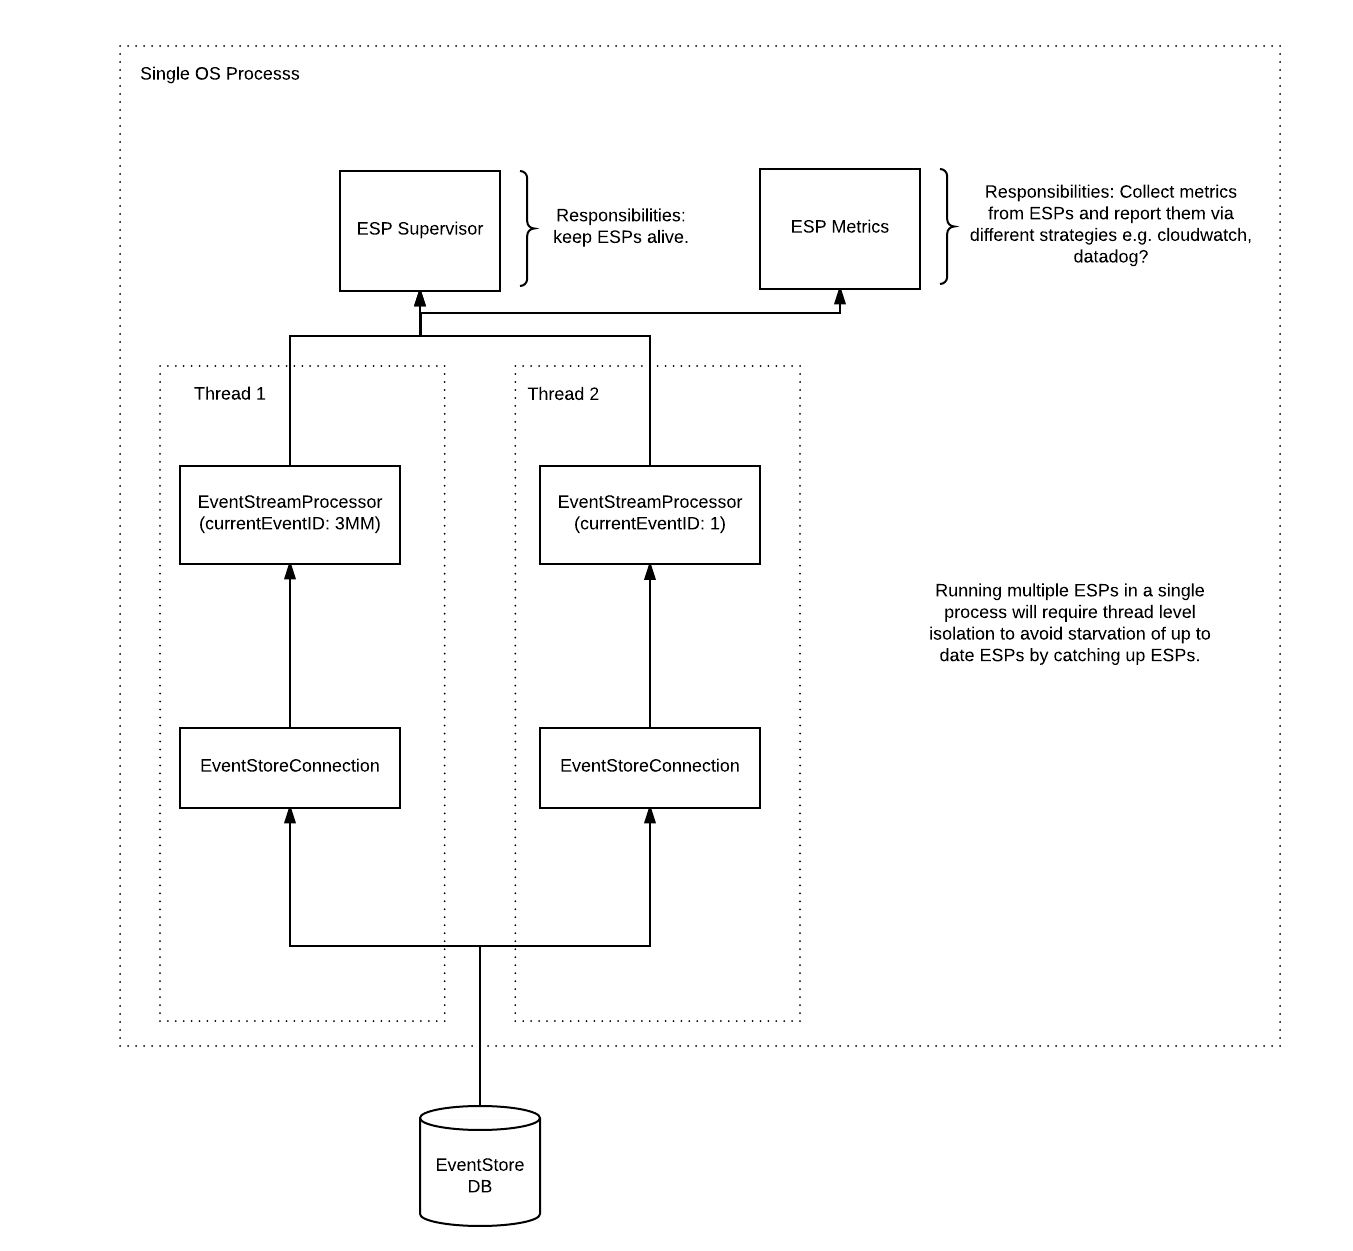 Single OS Processs
ESP Supervisor
Responsibilities:
keep ESPs alive.
ESP Metrics
Responsibilities: Collect metrics
from ESPs and report them via
different strategies e.g. cloudwatch,
datadog?
Thread 1
Thread 2
EventStreamProcessor
(currentEventID: 3MM)
EventStreamProcessor
(currentEventID: 1)
Running multiple ESPs in a single
process will require thread level
isolation to avoid starvation of up to
date ESPs by catching up ESPs.
EventStoreConnection
EventStoreConnection
EventStore
DB